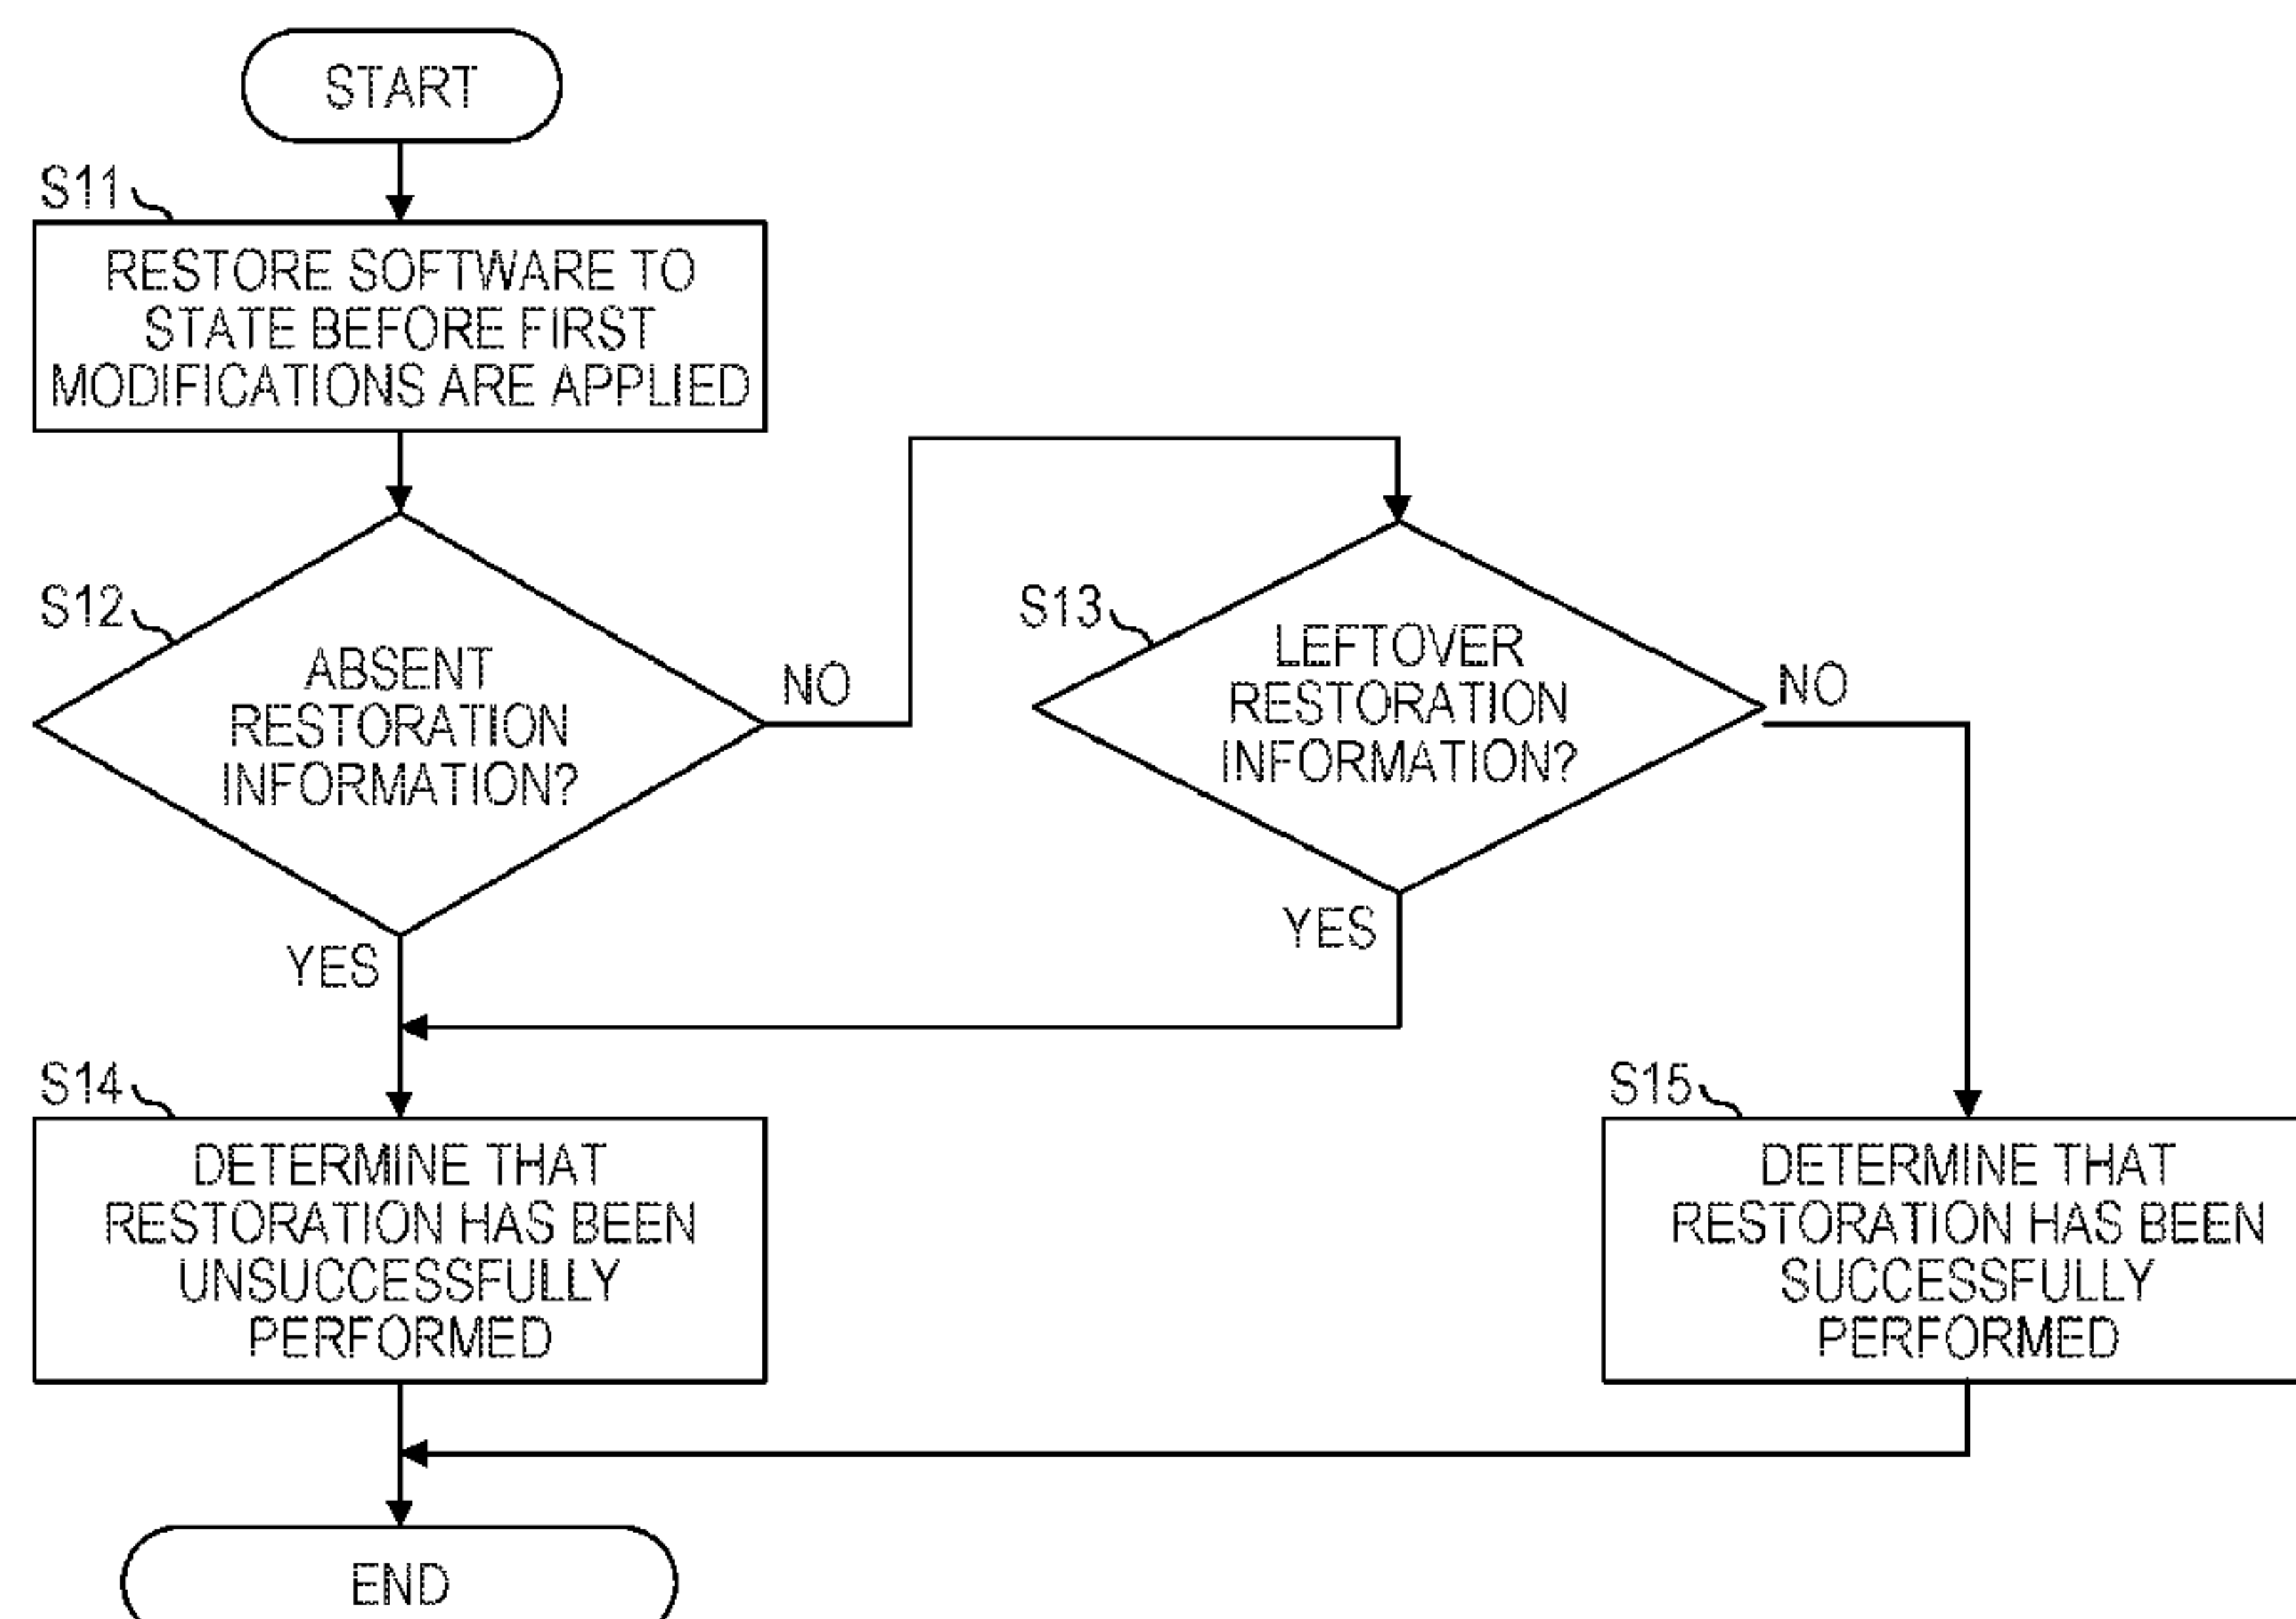 START
S11
RESTORE SOFTWARE TO
STATE BEFORE FIRST
MODIFICATIONS ARE APPLIED
S12
ABSENT
RESTORATION
INFORMATION?
NO
YES
S13
LEFTOVER
RESTORATION
INFORMATION?
NO
YES
S14
DETERMINE THAT
RESTORATION HAS BEEN
UNSUCCESSFULLY
PERFORMED
S15
DETERMINE THAT
RESTORATION HAS BEEN
SUCCESSFULLY
PERFORMED
END